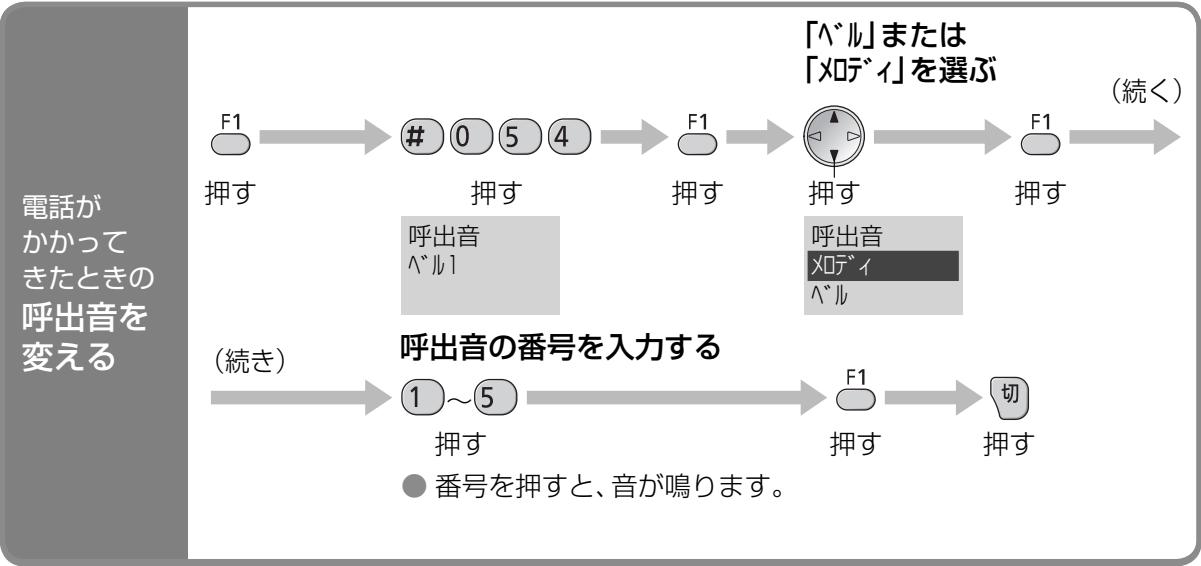 電話が
かかって
きたときの
呼出音を
変える
「ﾍﾞﾙ」または
「ﾒﾛﾃﾞｨ」を選ぶ
(続く)
F1
# 0 5 4
F1
F1
押す
押す
押す
押す
押す
呼出音
ﾍﾞﾙ1
呼出音
ﾒﾛﾃﾞｨ
ﾍﾞﾙ
(続き)
呼出音の番号を入力する
1～5
F1
切
押す
押す
押す
● 番号を押すと、音が鳴ります。